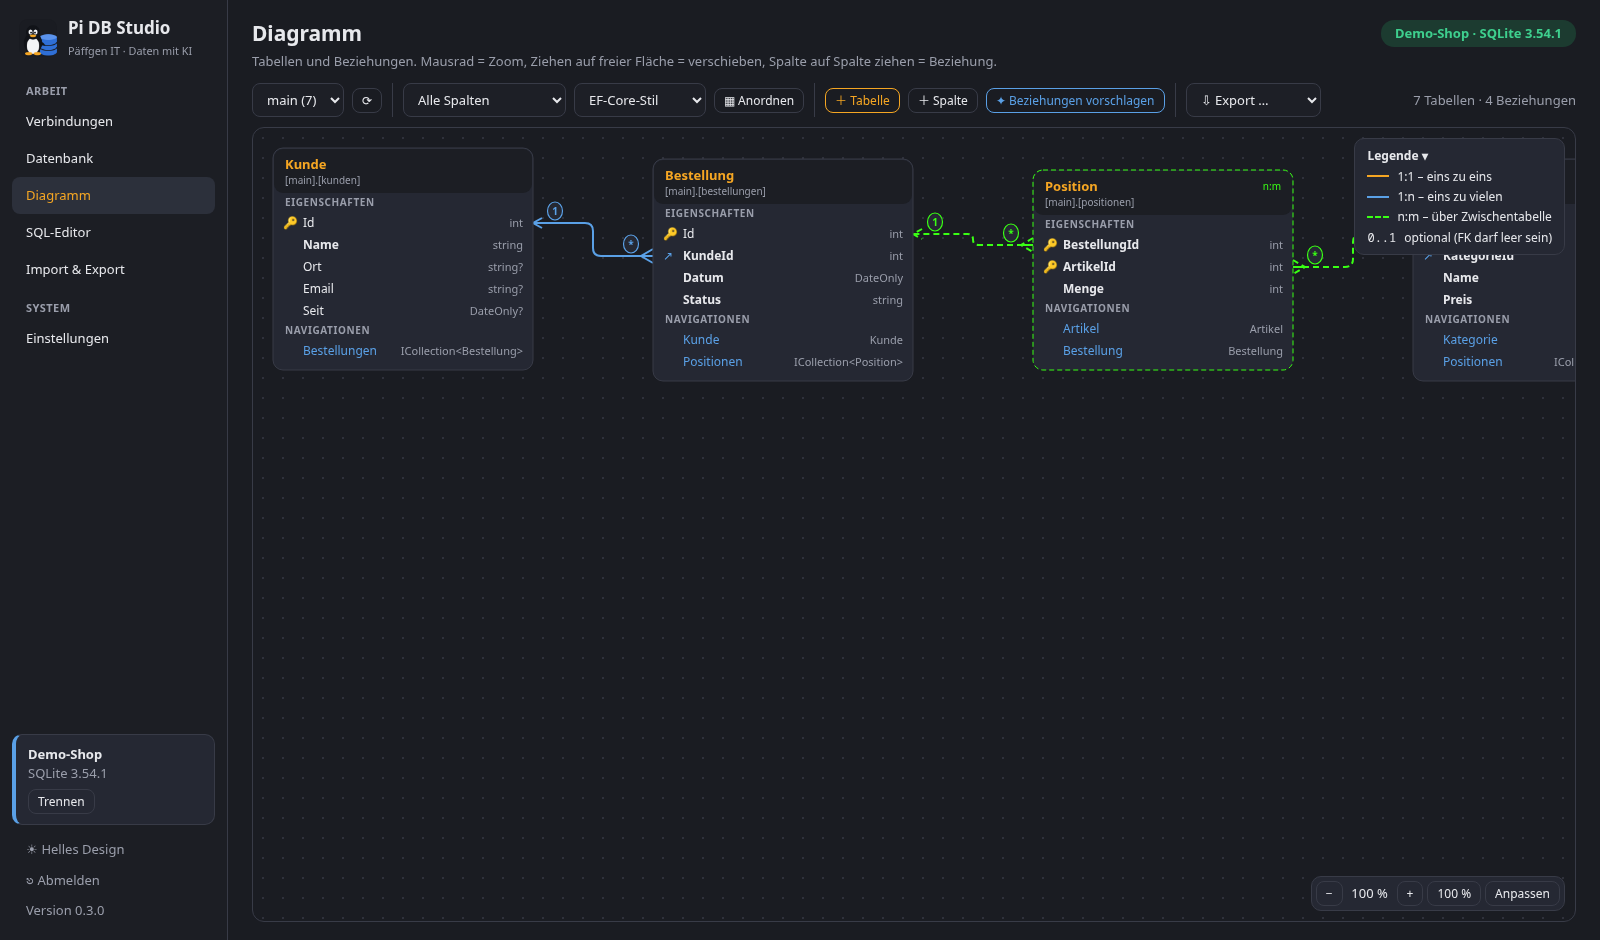 Pi DB Studio
Päffgen IT · Daten mit KI
ARBEIT
Verbindungen
Datenbank
Diagramm
SQL-Editor
Import & Export
SYSTEM
Einstellungen
Demo-Shop
SQLite 3.54.1
Trennen
☀ Helles Design
⎋ Abmelden
Version 0.3.0
Diagramm
Demo-Shop · SQLite 3.54.1
Tabellen und Beziehungen. Mausrad = Zoom, Ziehen auf freier Fläche = verschieben, Spalte auf Spalte ziehen = Beziehung.
main (7) ⟳ Alle Spalten EF-Core-Stil ▦ Anordnen + Tabelle + Spalte ✦ Beziehungen vorschlagen ⇩ Export ... 7 Tabellen · 4 Beziehungen
Kunde
[main].[kunden]
EIGENSCHAFTEN
🔑 Id int
Name string
Ort string?
Email string?
Seit DateOnly?
NAVIGATIONEN
Bestellungen ICollection<Bestellung>
1
*
Bestellung
[main].[bestellungen]
EIGENSCHAFTEN
🔑 Id int
↗ KundeId int
Datum DateOnly
Status string
NAVIGATIONEN
Kunde Kunde
Positionen ICollection<Position>
1
*
Position n:m
[main].[positionen]
EIGENSCHAFTEN
🔑 BestellungId int
🔑 ArtikelId int
Menge int
NAVIGATIONEN
Artikel Artikel
Bestellung Bestellung
*
Legende ▾
1:1 – eins zu eins
1:n – eins zu vielen
n:m – über Zwischentabelle
0..1 optional (FK darf leer sein)
↗ KategorieId
Name
Preis
NAVIGATIONEN
Kategorie
Positionen ICol
− 100 % + 100 % Anpassen